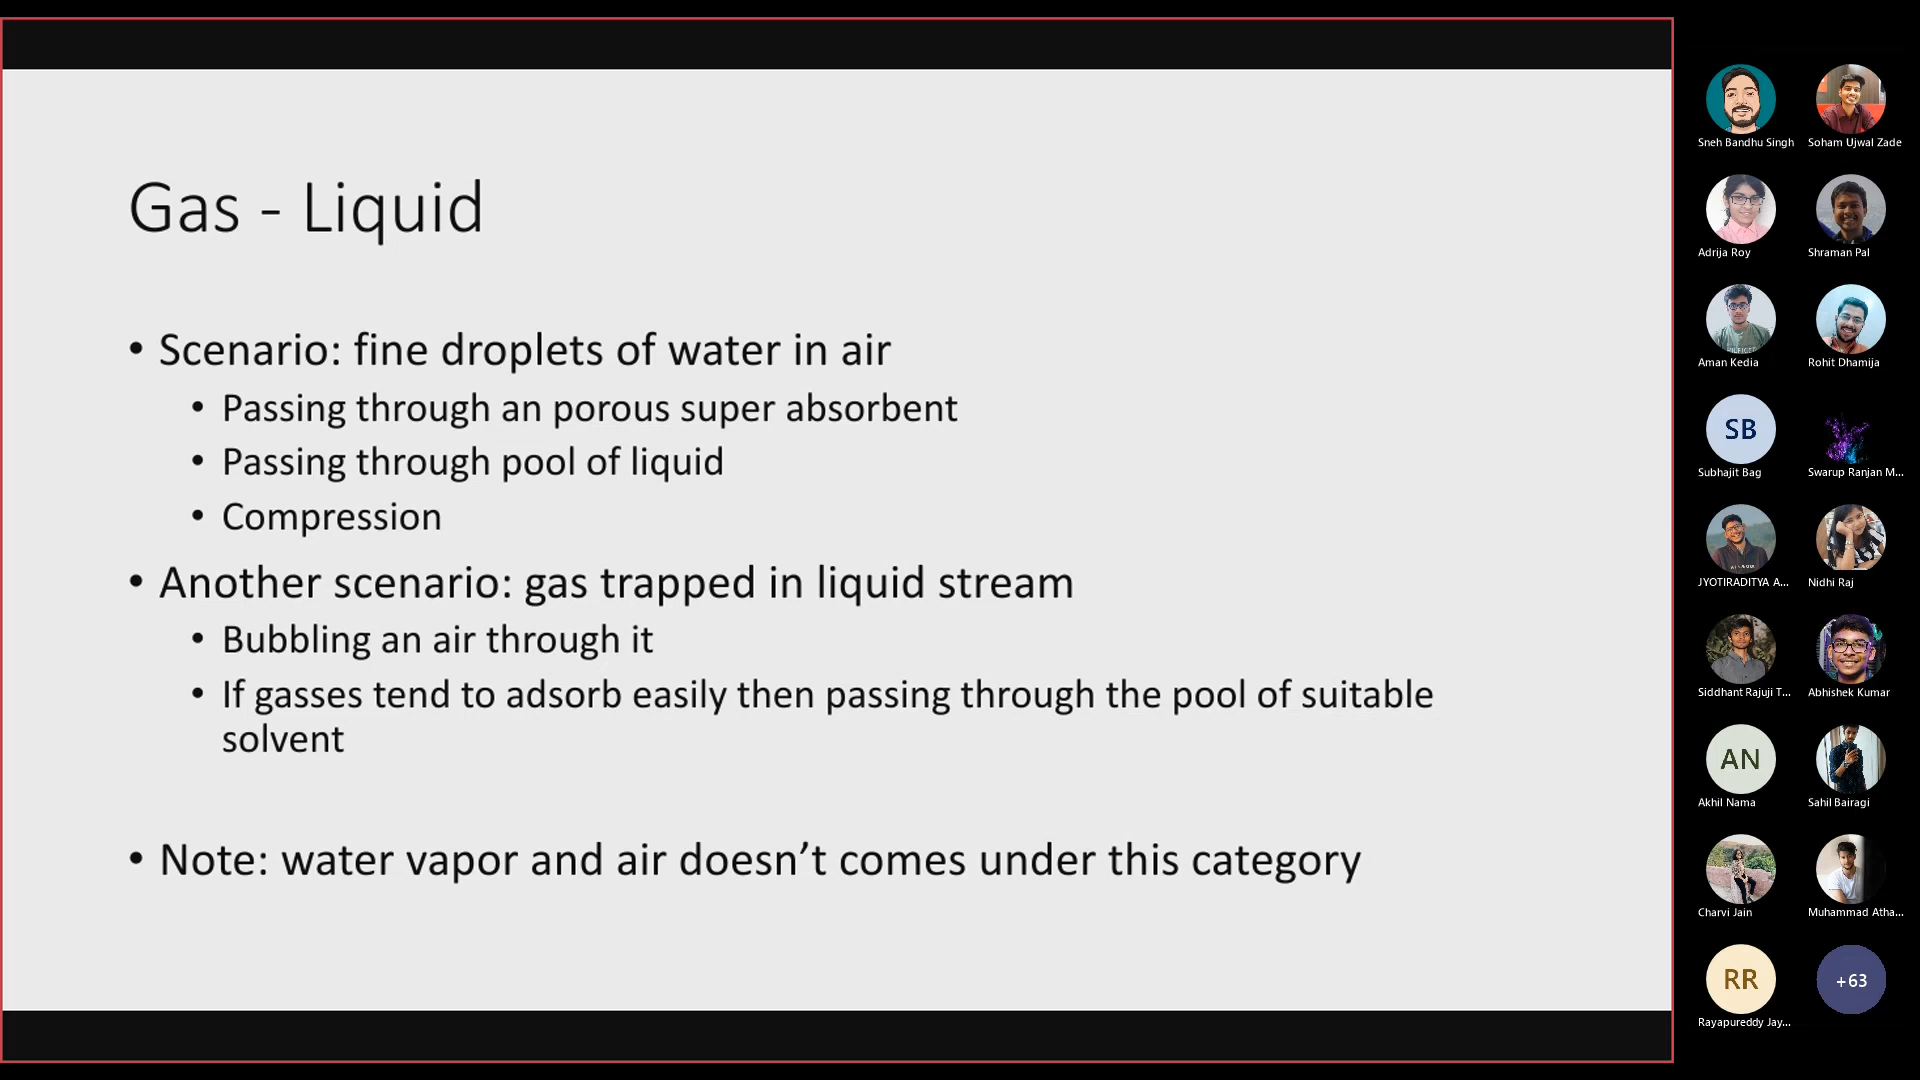 Gas - Liquid
• Scenario: fine droplets of water in air
• Passing through an porous super absorbent
• Passing through pool of liquid
• Compression
• Another scenario: gas trapped in liquid stream
• Bubbling an air through it
• If gasses tend to adsorb easily then passing through the pool of suitable
solvent
• Note: water vapor and air doesn’t comes under this category
Sneh Bandhu Singh
Soham Ujwal Zade
Adrija Roy
Shraman Pal
Aman Kedia
Rohit Dhamija
SB
Subhajit Bag
Swarup Ranjan M...
JYOTIRADITYA A...
Nidhi Raj
Siddhant Rajuji T...
Abhishek Kumar
AN
Akhil Nama
Sahil Bairagi
Charvi Jain
Muhammad Atha...
RR
Rayapureddy Jay...
+63